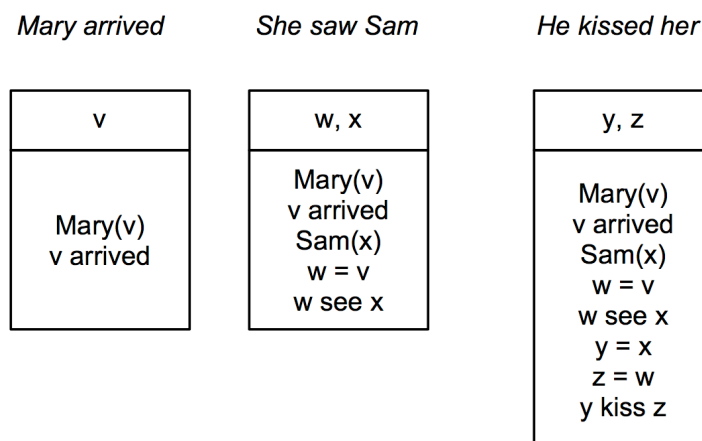 Mary arrived
v
Mary(v)
v arrived
She saw Sam
w, x
Mary(v)
v arrived
Sam(x)
w = v
w see x
He kissed her
y, z
Mary(v)
v arrived
Sam(x)
w = v
w see x
y = x
z = w
y kiss z